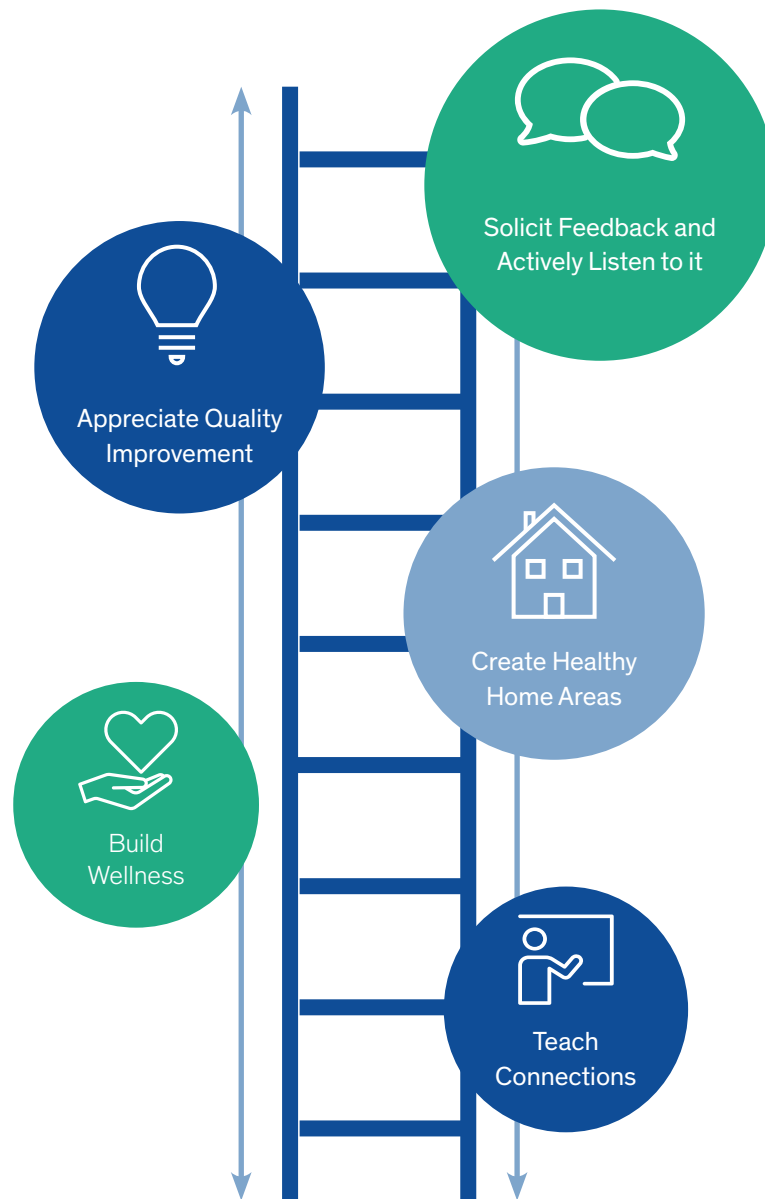 Solicit Feedback and
Actively Listen to it
Appreciate Quality
Improvement
Create Healthy
Home Areas
Build
Wellness
Teach
Connections